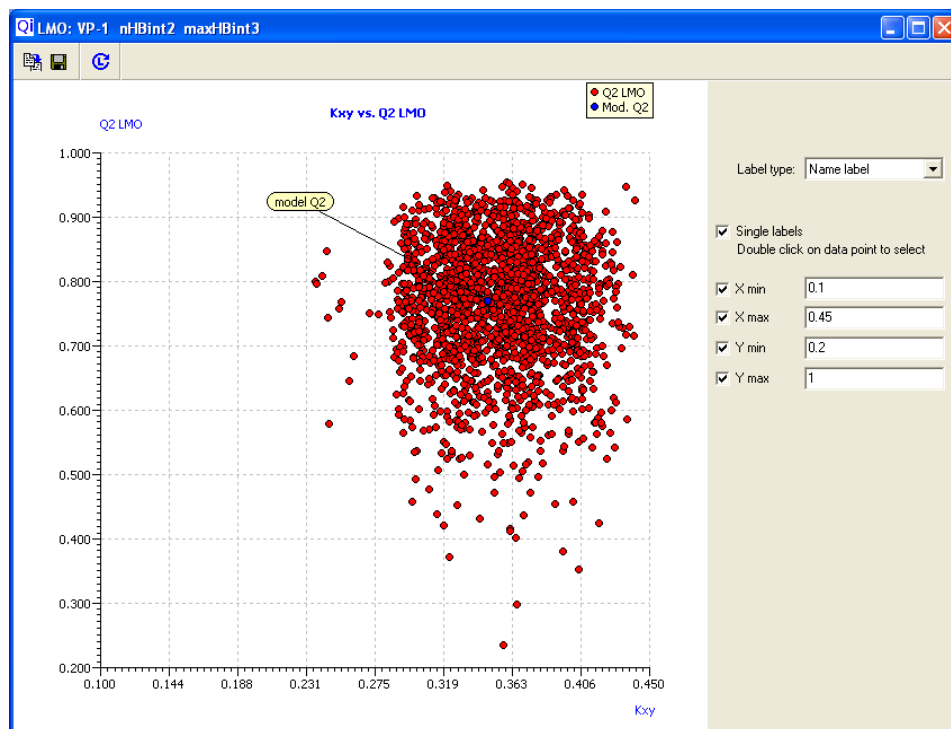 Qi LMO: VP-1 nHBint2 maxHBint3
Q2 LMO
Mod. Q2
Kxy vs. Q2 LMO
Q2 LMO
1.000
0.900
0.800
0.700
0.600
0.500
0.400
0.300
0.200
model Q2
0.100 0.144 0.188 0.231 0.275 0.319 0.363 0.406 0.450
Kxy
Label type: Name label
Single labels
Double click on data point to select
X min 0.1
X max 0.45
Y min 0.2
Y max 1